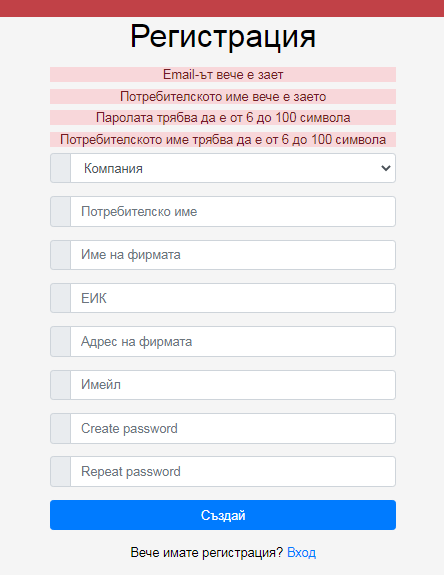 Регистрация
Email-ът вече е зает
Потребителското име вече е заето
Паролата трябва да е от 6 до 100 символа
Потребителското име трябва да е от 6 до 100 символа
Компания
Потребителско име
Име на фирмата
ЕИК
Адрес на фирмата
Имейл
Create password
Repeat password
Създай
Вече имате регистрация? Вход